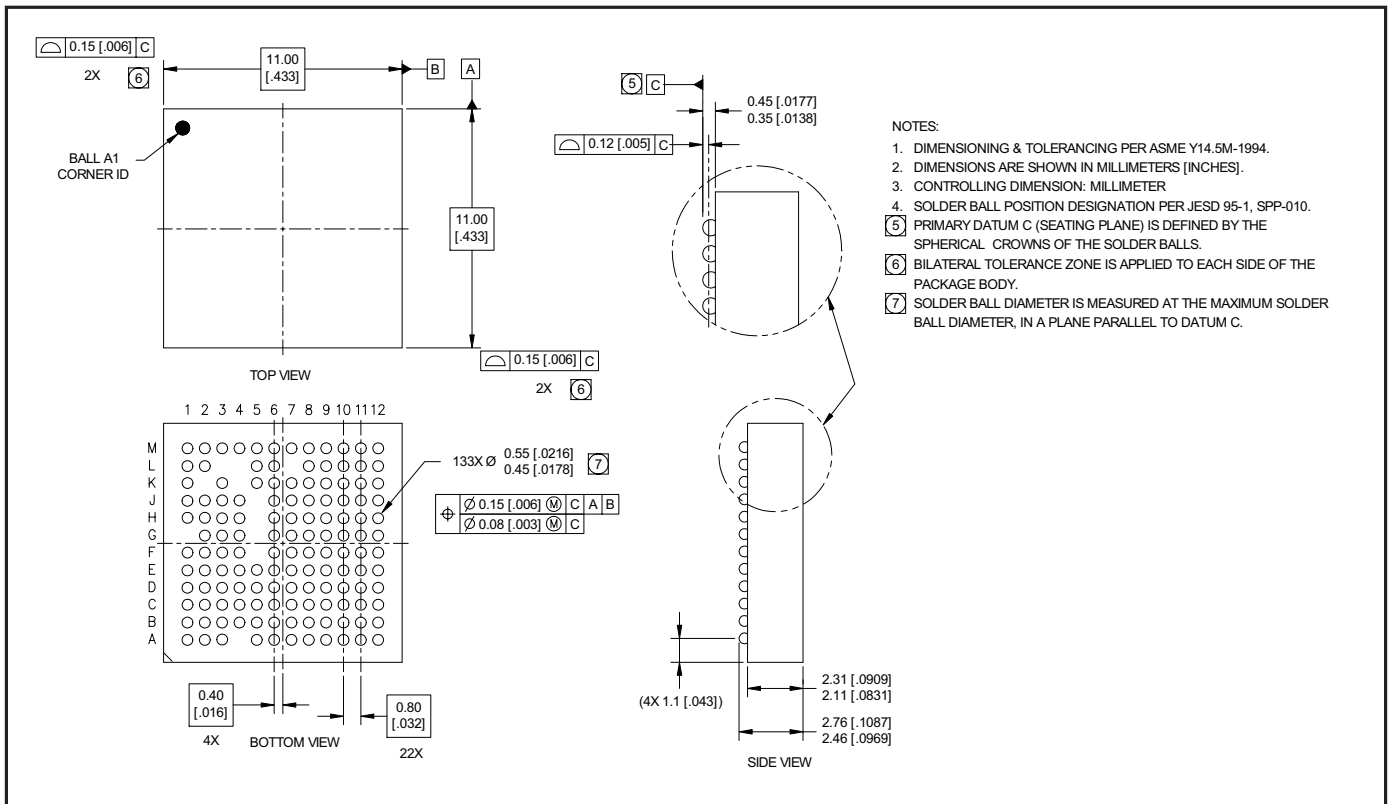 0.15 [.006] C
2X 6
11.00
[.433]
B A
BALL A1
CORNER ID
11.00
[.433]
TOP VIEW
0.15 [.006] C
2X 6
5 C
0.45 [.0177]
0.35 [.0138]
0.12 [.005] C
NOTES:
1. DIMENSIONING & TOLERANCING PER ASME Y14.5M-1994.
2. DIMENSIONS ARE SHOWN IN MILLIMETERS [INCHES].
3. CONTROLLING DIMENSION: MILLIMETER
4. SOLDER BALL POSITION DESIGNATION PER JESD 95-1, SPP-010.
5 PRIMARY DATUM C (SEATING PLANE) IS DEFINED BY THE
SPHERICAL CROWNS OF THE SOLDER BALLS.
6 BILATERAL TOLERANCE ZONE IS APPLIED TO EACH SIDE OF THE
PACKAGE BODY.
7 SOLDER BALL DIAMETER IS MEASURED AT THE MAXIMUM SOLDER
BALL DIAMETER, IN A PLANE PARALLEL TO DATUM C.
1 2 3 4 5 6 7 8 9 10 11 12
M
L
K
J
H
G
F
E
D
C
B
A
133X Ø 0.55 [.0216]
0.45 [.0178] 7
⌖ Ø 0.15 [.006] Ⓜ C A B
Ø 0.08 [.003] Ⓜ C
0.40
[.016]
4X
BOTTOM VIEW
0.80
[.032]
22X
(4X 1.1 [.043])
2.31 [.0909]
2.11 [.0831]
2.76 [.1087]
2.46 [.0969]
SIDE VIEW